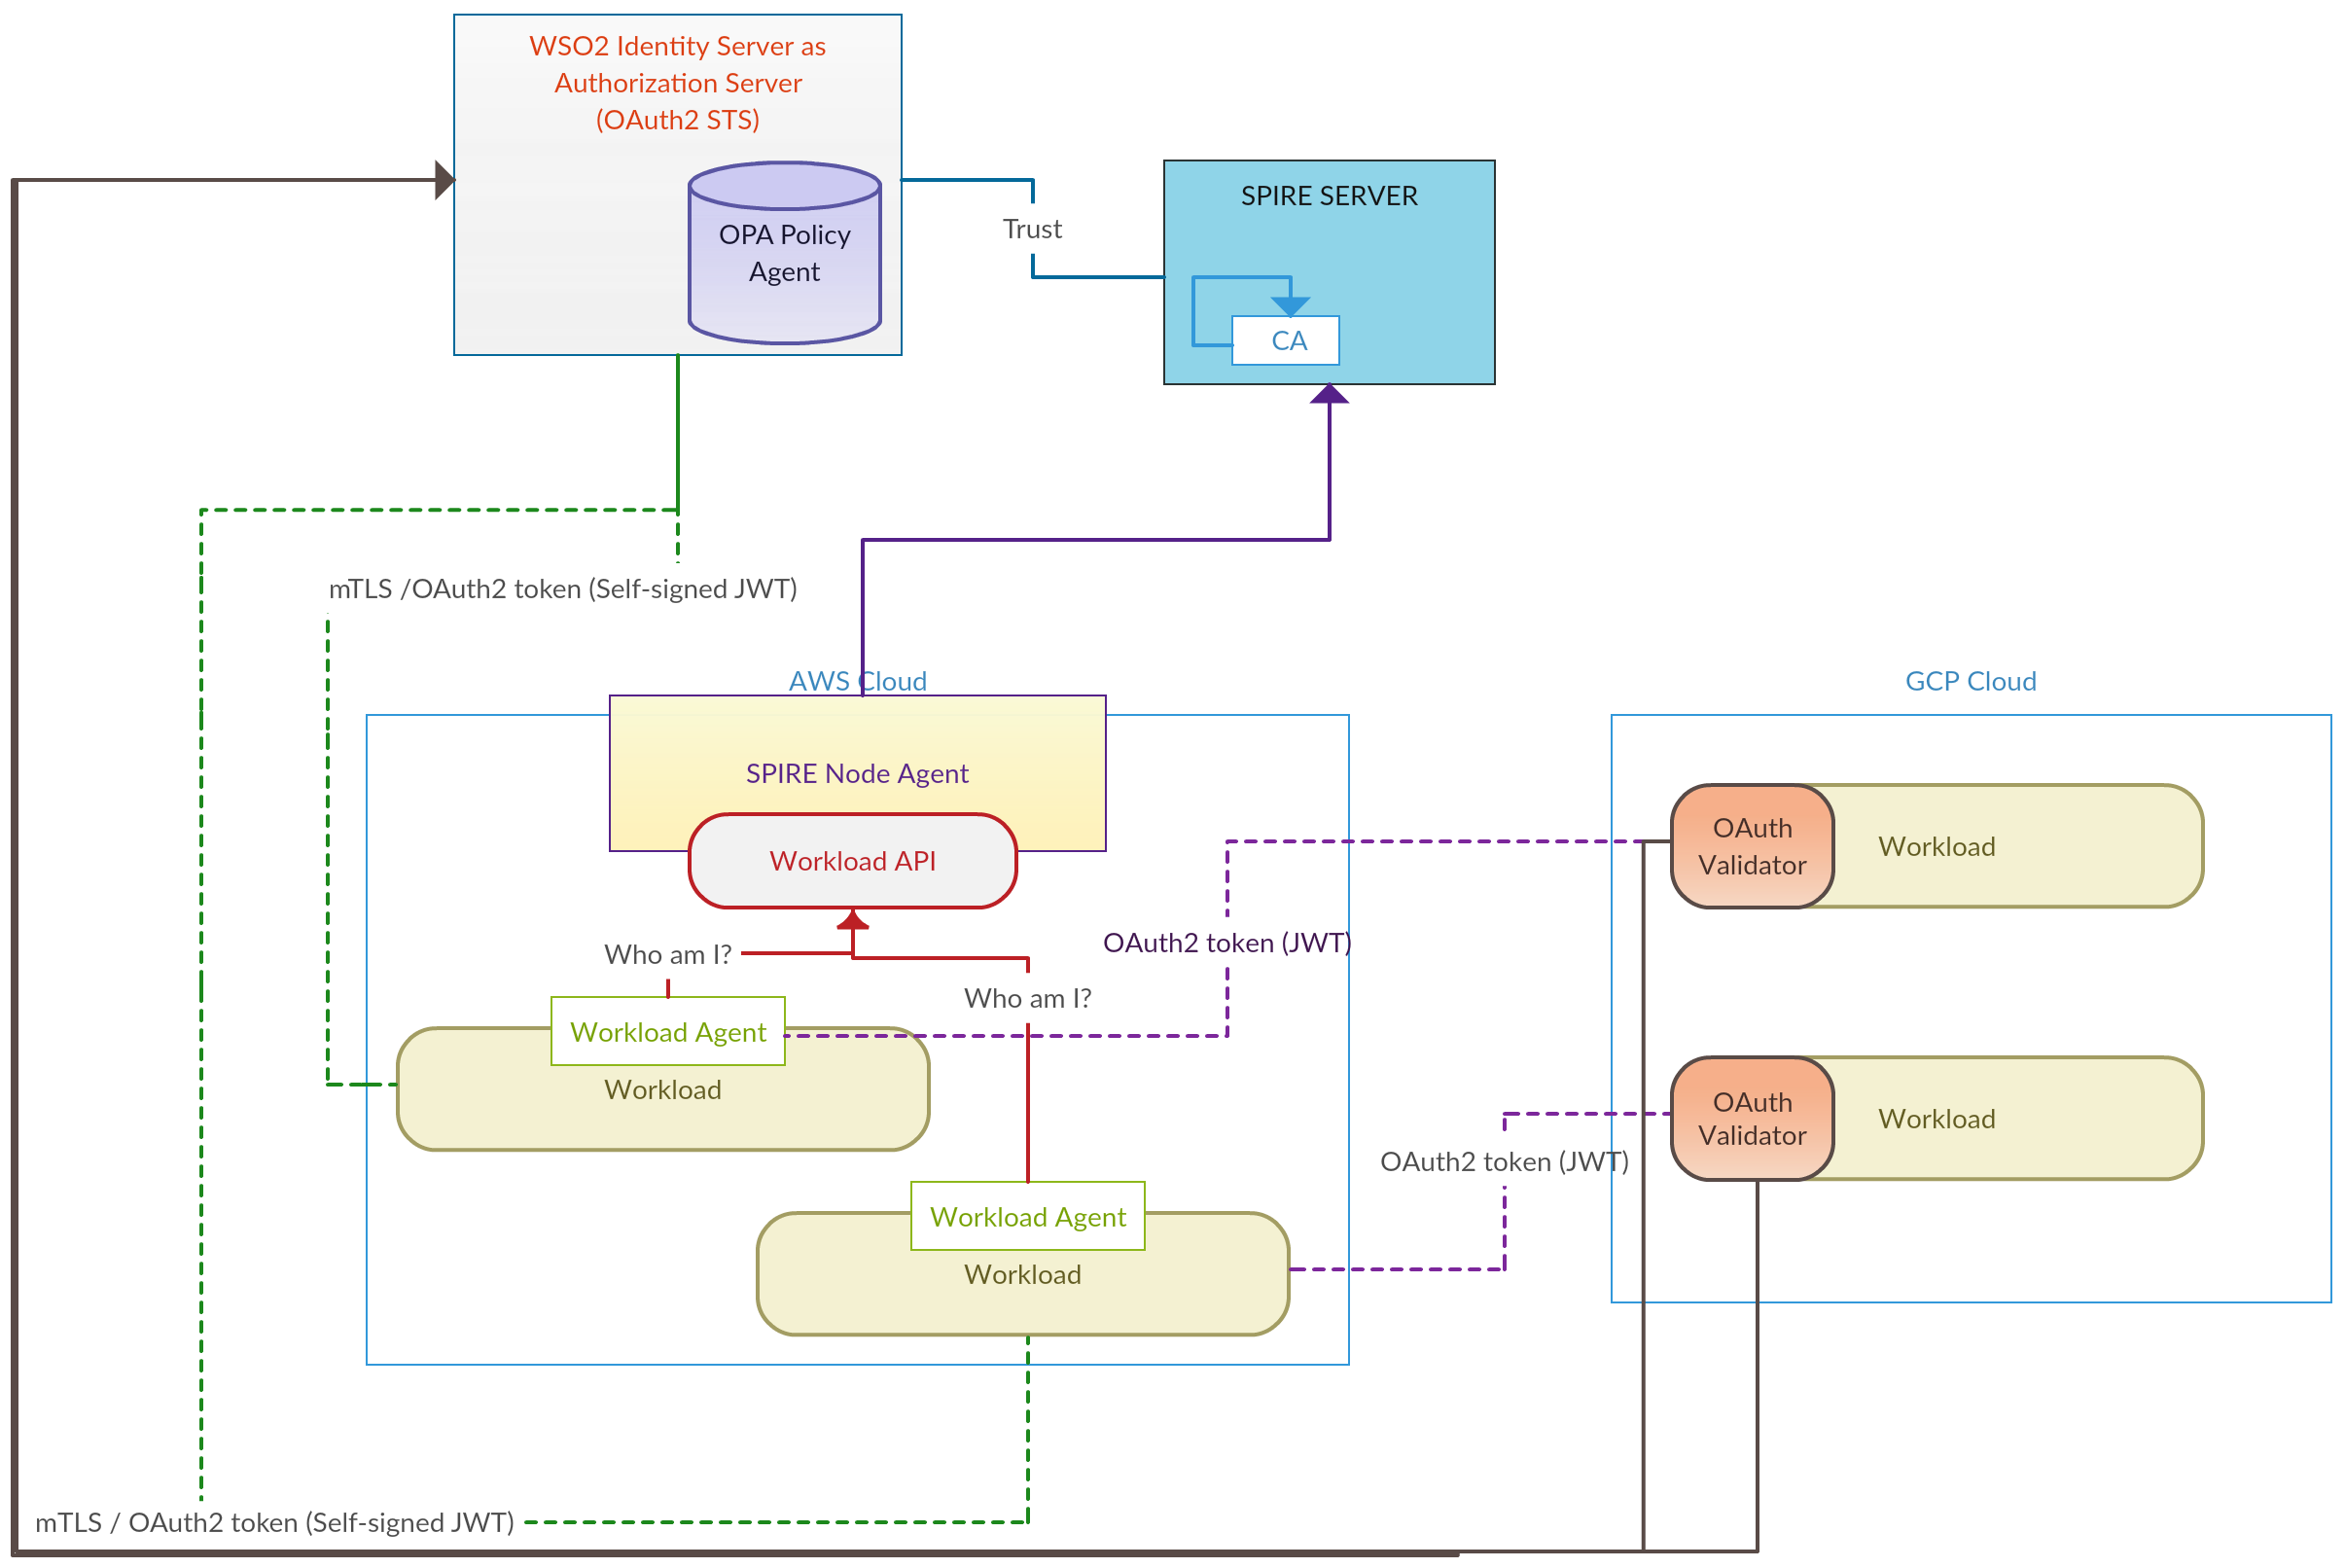 WSO2 Identity Server as
Authorization Server
(OAuth2 STS)
OPA Policy
Agent
Trust
SPIRE SERVER
CA
mTLS /OAuth2 token (Self-signed JWT)
AWS Cloud
GCP Cloud
SPIRE Node Agent
Workload API
OAuth
Validator
Workload
Who am I?
OAuth2 token (JWT)
Who am I?
Workload Agent
Workload
OAuth
Validator
Workload
OAuth2 token (JWT)
Workload Agent
Workload
mTLS / OAuth2 token (Self-signed JWT)